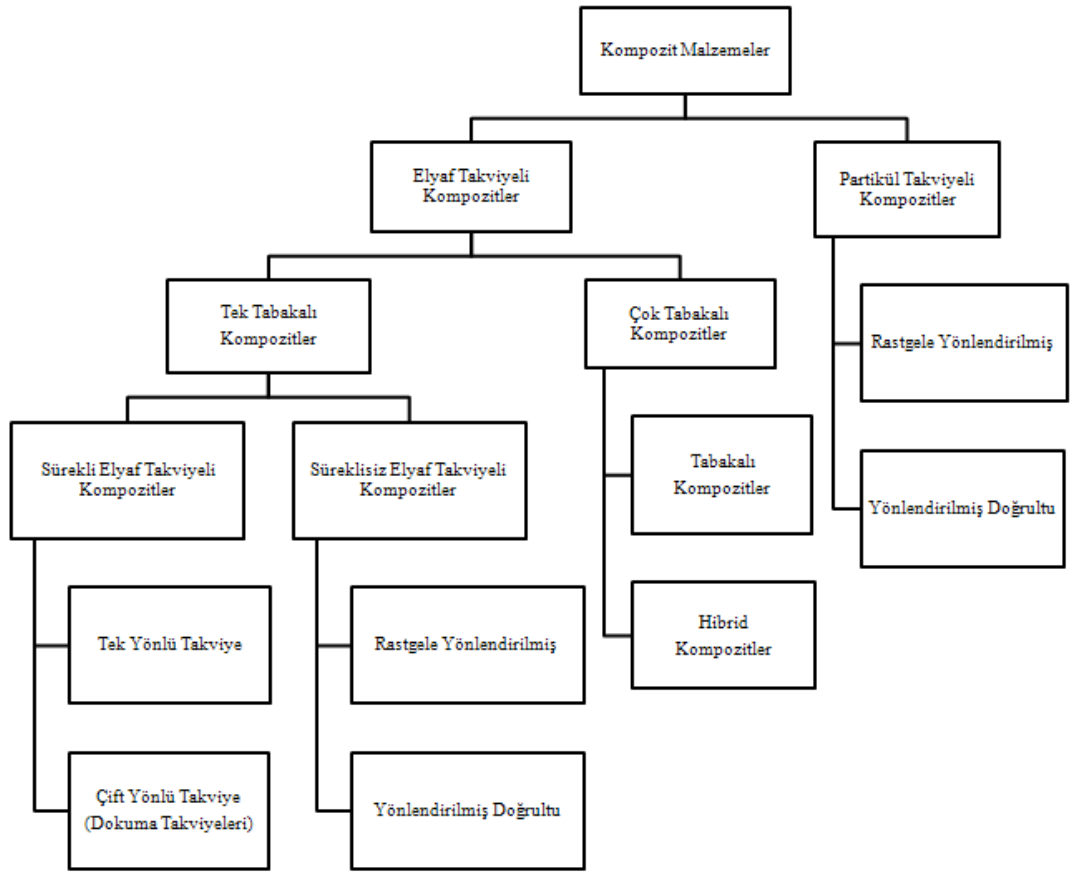 Kompozit Malzemeler
Elyaf Takviyeli
Kompozitler
Partikül Takviyeli
Kompozitler
Tek Tabakalı
Kompozitler
Çok Tabakalı
Kompozitler
Rastgele Yönlendirilmiş
Yönlendirilmiş Doğrultu
Sürekli Elyaf Takviyeli
Kompozitler
Süreklisiz Elyaf Takviyeli
Kompozitler
Tabakalı
Kompozitler
Hibrid
Kompozitler
Tek Yönlü Takviye
Çift Yönlü Takviye
(Dokuma Takviyeleri)
Rastgele Yönlendirilmiş
Yönlendirilmiş Doğrultu